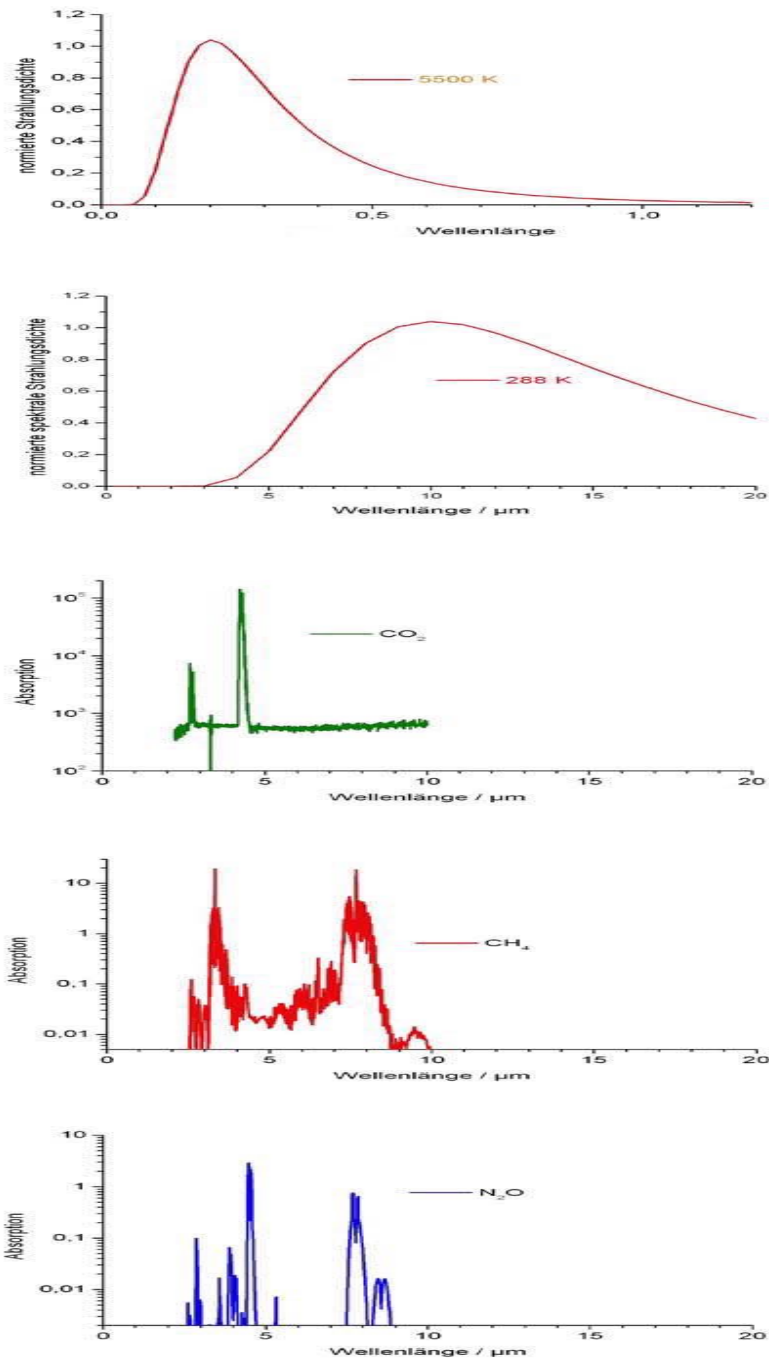 1,2
1,0
0,8
0,6
0,4
0,2
0,0
normierte Strahlungsdichte
5500 K
0,0 0,5 1,0
Wellenlänge
1,2
1,0
0,8
0,6
0,4
0,2
0,0
normierte spektrale Strahlungsdichte
288 K
0 5 10 15 20
Wellenlänge / µm
10⁵
10⁴
10³
10²
Absorption
CO₂
0 5 10 15 20
Wellenlänge / µm
10
1
0,1
0,01
Absorption
CH₄
0 5 10 15 20
Wellenlänge / µm
10
1
0,1
0,01
Absorption
N₂O
0 5 10 15 20
Wellenlänge / µm